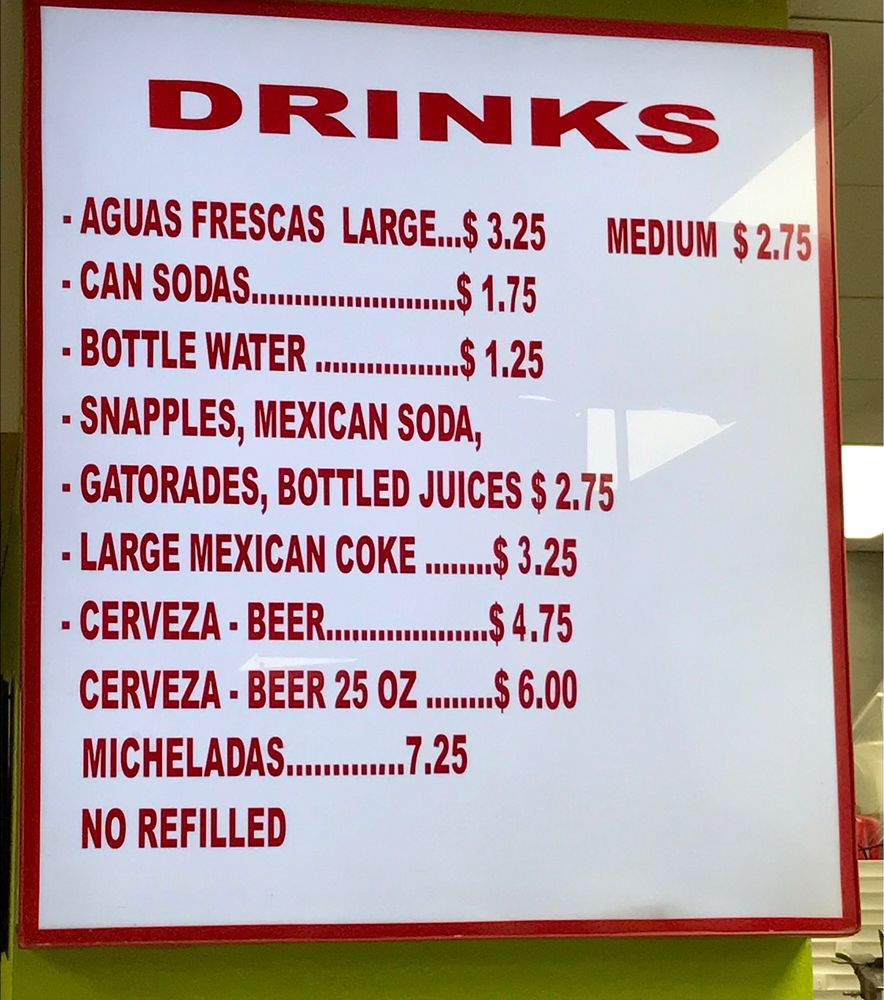 DRINKS
- AGUAS FRESCAS LARGE...$ 3.25 MEDIUM $ 2.75
- CAN SODAS.........................$ 1.75
- BOTTLE WATER .................$ 1.25
- SNAPPLES, MEXICAN SODA,
- GATORADES, BOTTLED JUICES $ 2.75
- LARGE MEXICAN COKE ........$ 3.25
- CERVEZA - BEER....................$ 4.75
CERVEZA - BEER 25 OZ ........$ 6.00
MICHELADAS..............7.25
NO REFILLED